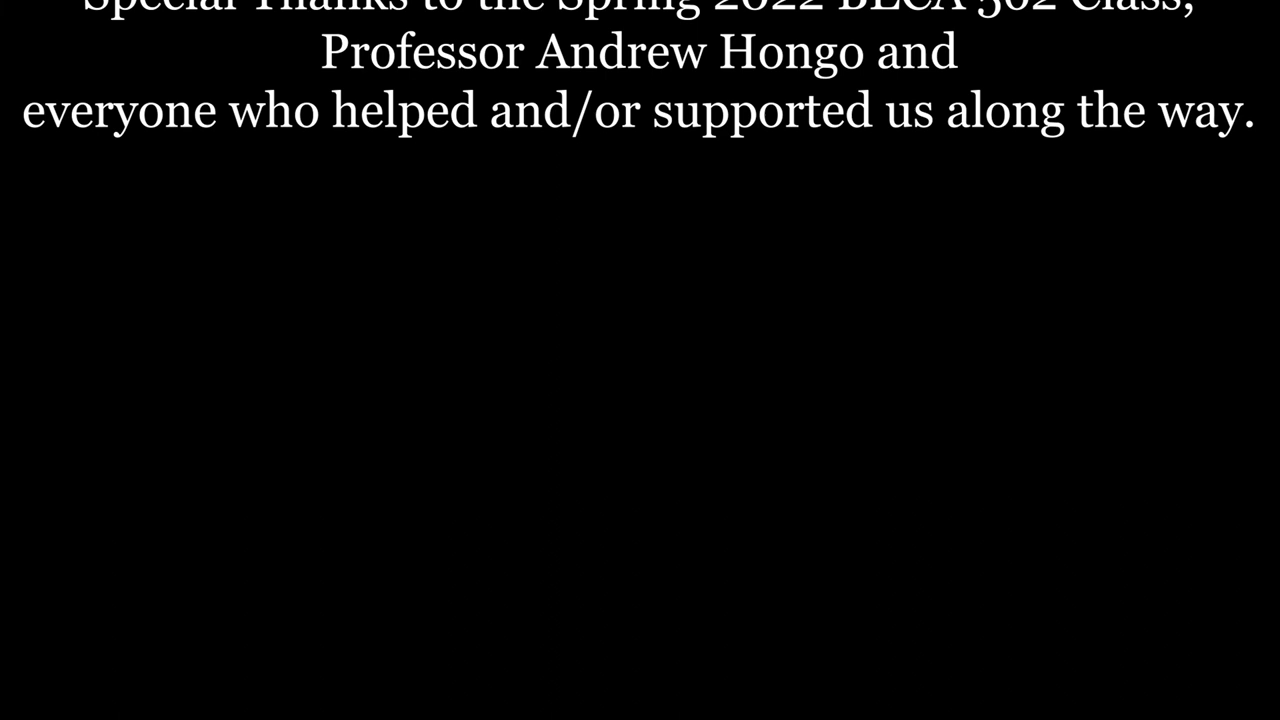 Special Thanks to the Spring 2022 BECA 502 Class,
Professor Andrew Hongo and
everyone who helped and/or supported us along the way.